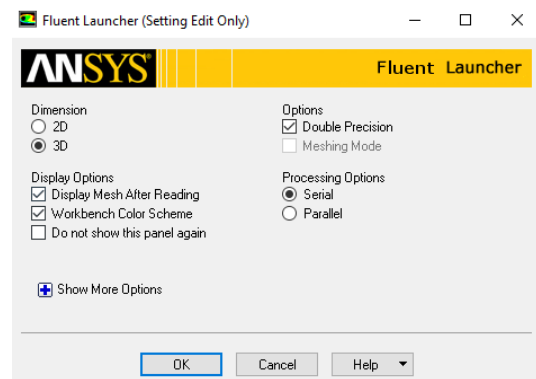 Fluent Launcher (Setting Edit Only)
ANSYS®
Fluent Launcher
Dimension
2D
3D
Display Options
Display Mesh After Reading
Workbench Color Scheme
Do not show this panel again
Options
Double Precision
Meshing Mode
Processing Options
Serial
Parallel
Show More Options
OK
Cancel
Help